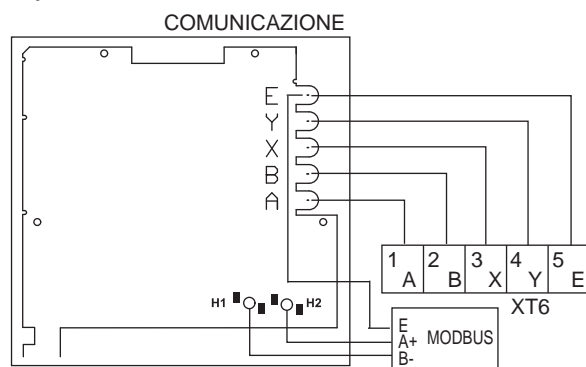 COMUNICAZIONE
E
Y
X
B
A
H1 H2
1 2 3 4 5
A B X Y E
XT6
E
A+ MODBUS
B-